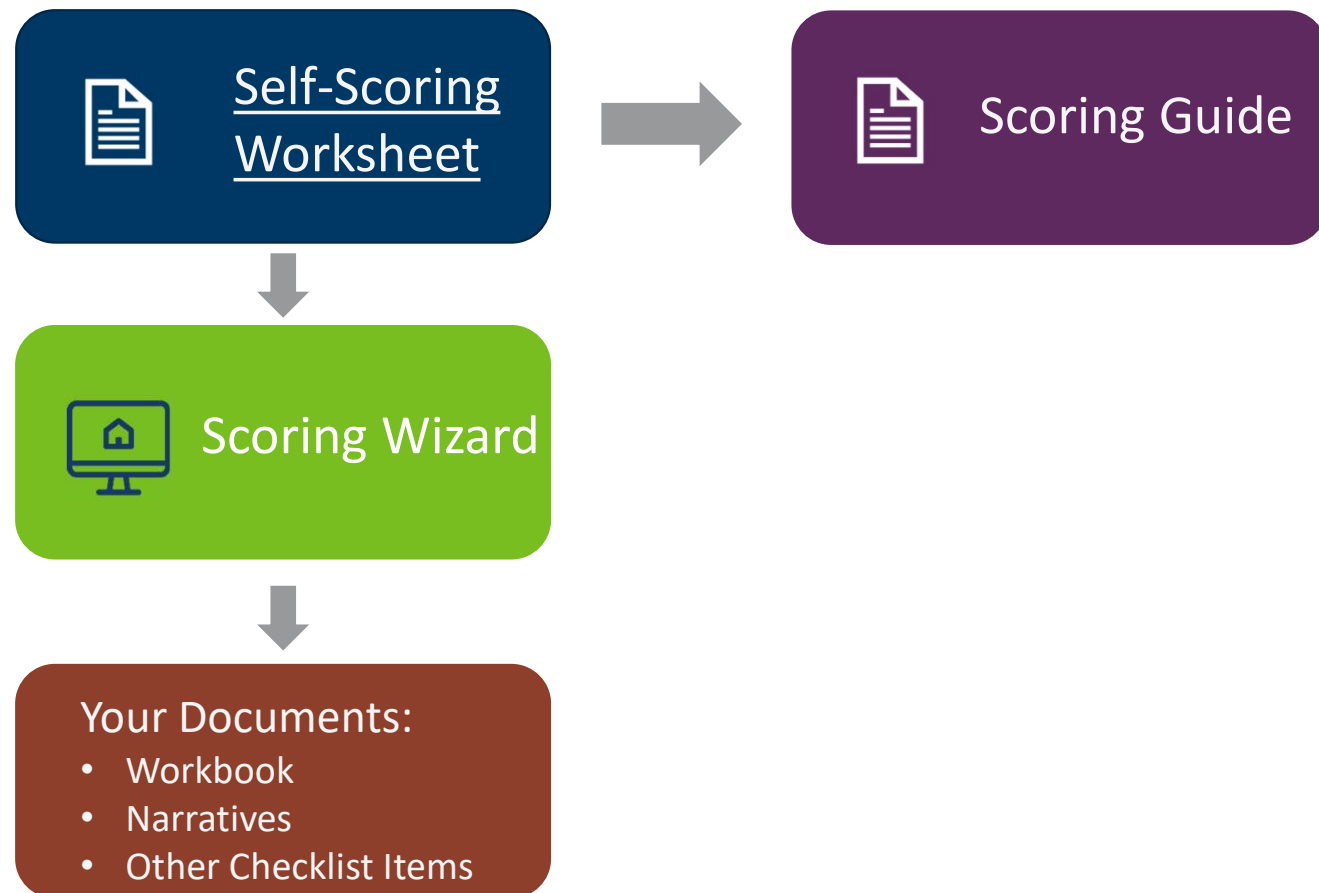 Self-Scoring
Worksheet
Scoring Guide
Scoring Wizard
Your Documents:
• Workbook
• Narratives
• Other Checklist Items